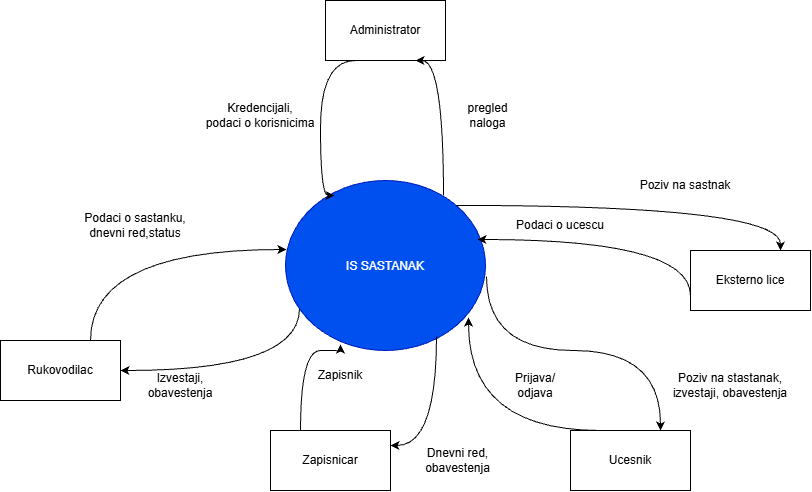 Administrator
Kredencijali,
podaci o korisnicima
pregled
naloga
Poziv na sastnak
Podaci o sastanku,
dnevni red,status
Podaci o ucescu
IS SASTANAK
Eksterno lice
Rukovodilac
Izvestaji,
obavestenja
Zapisnik
Prijava/
odjava
Poziv na stastanak,
izvestaji, obavestenja
Zapisnicar
Dnevni red,
obavestenja
Ucesnik